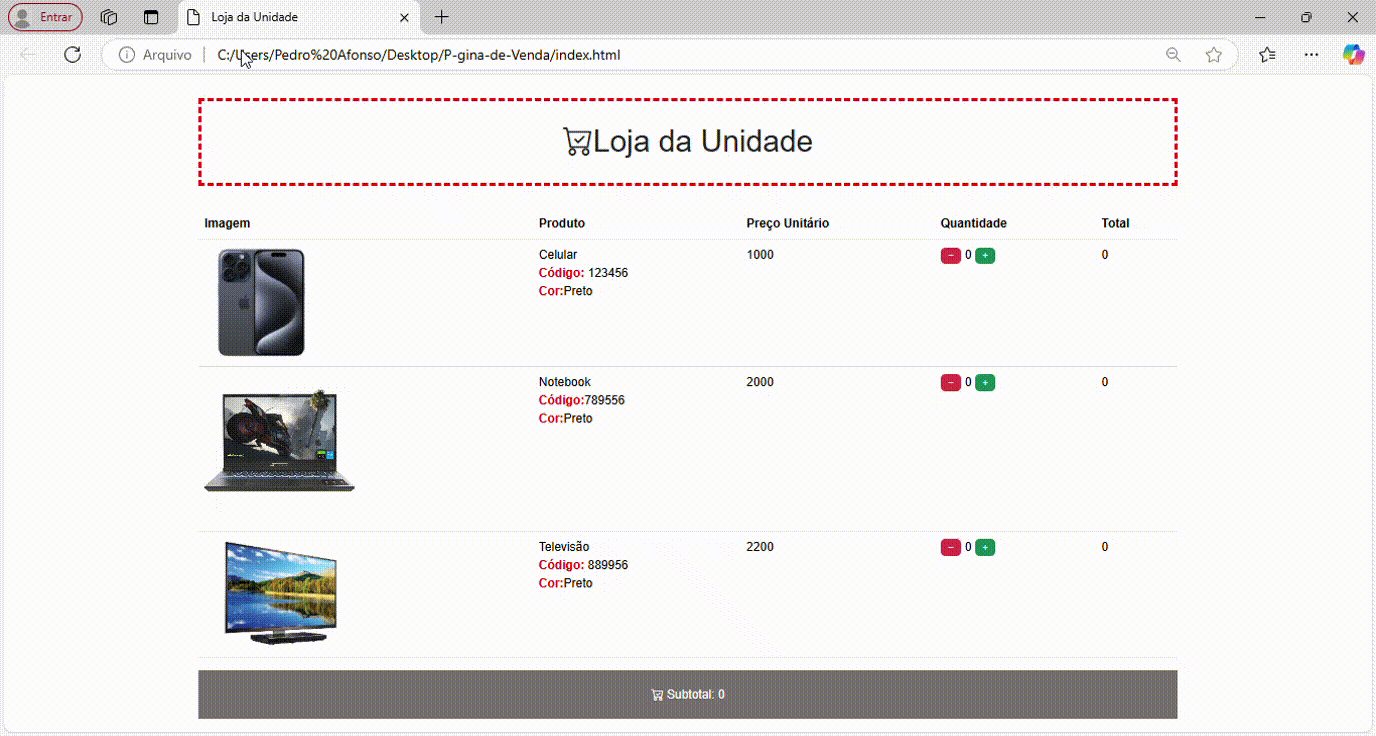 Entrar
Loja da Unidade
Arquivo
C:/Users/Pedro%20Afonso/Desktop/P-gina-de-Venda/index.html
Loja da Unidade
Imagem Produto Preço Unitário Quantidade Total
Celular 1000 - 0 + 0
Código: 123456
Cor:Preto
Notebook 2000 - 0 + 0
Código:789556
Cor:Preto
Televisão 2200 - 0 + 0
Código: 889956
Cor:Preto
Subtotal: 0